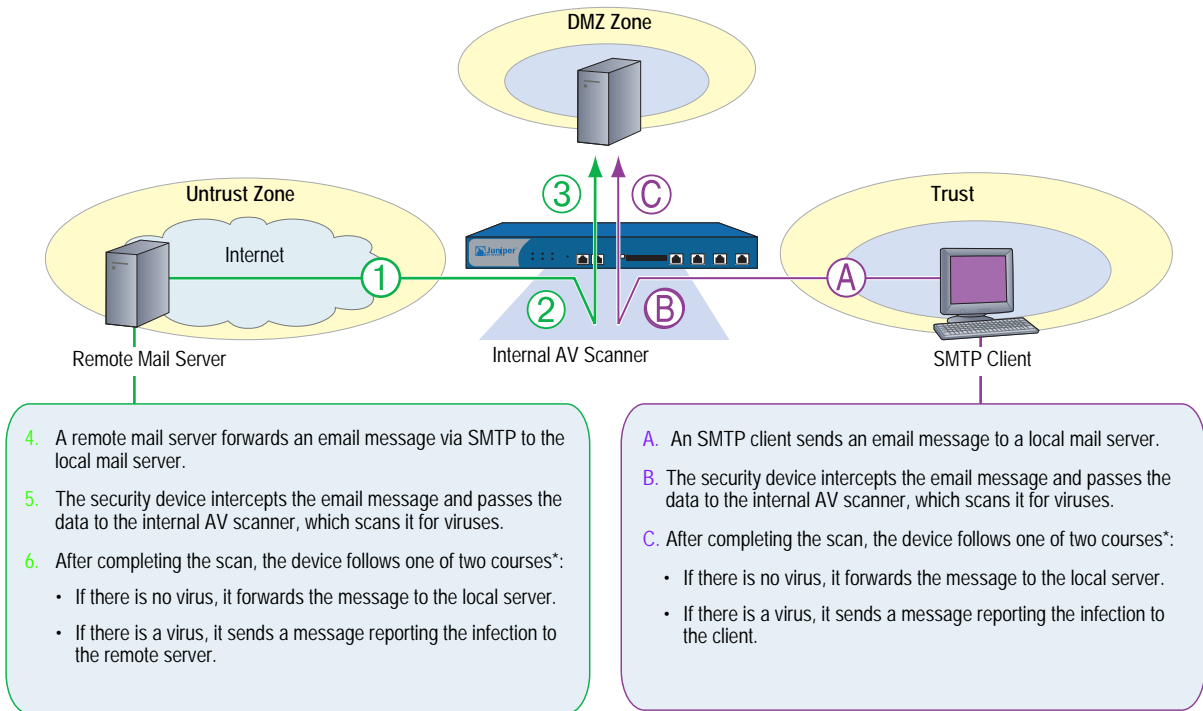 DMZ Zone
Untrust Zone
Trust
3
C
Juniper
Internet
1
A
2
B
Remote Mail Server
Internal AV Scanner
SMTP Client
4. A remote mail server forwards an email message via SMTP to the
local mail server.
5. The security device intercepts the email message and passes the
data to the internal AV scanner, which scans it for viruses.
6. After completing the scan, the device follows one of two courses*:
• If there is no virus, it forwards the message to the local server.
• If there is a virus, it sends a message reporting the infection to
the remote server.
A. An SMTP client sends an email message to a local mail server.
B. The security device intercepts the email message and passes the
data to the internal AV scanner, which scans it for viruses.
C. After completing the scan, the device follows one of two courses*:
• If there is no virus, it forwards the message to the local server.
• If there is a virus, it sends a message reporting the infection to
the client.